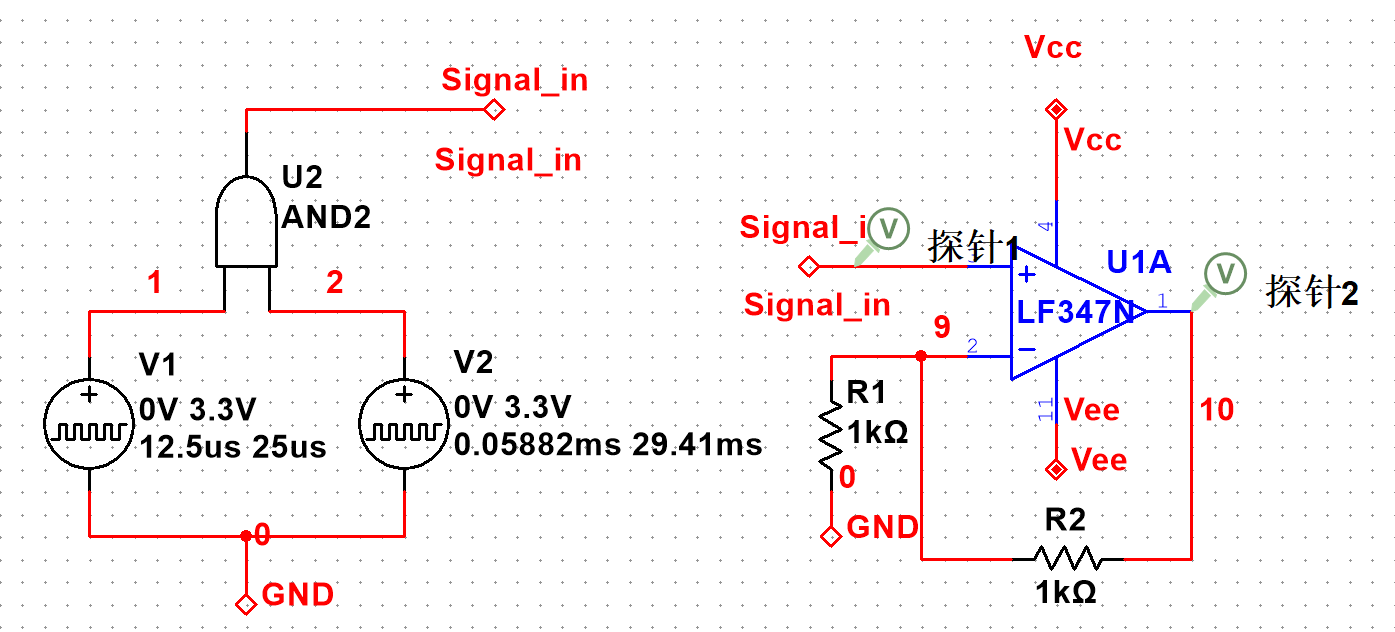 Signal_in
Signal_in
U2
AND2
1
2
V1
0V 3.3V
12.5us 25us
V2
0V 3.3V
0.05882ms 29.41ms
0
GND
Vcc
Vcc
4
Signal_i
V
探针1
Signal_in
U1A
LF347N
1
V
探针2
9
2
R1
1kΩ
0
GND
11
Vee
Vee
10
R2
1kΩ